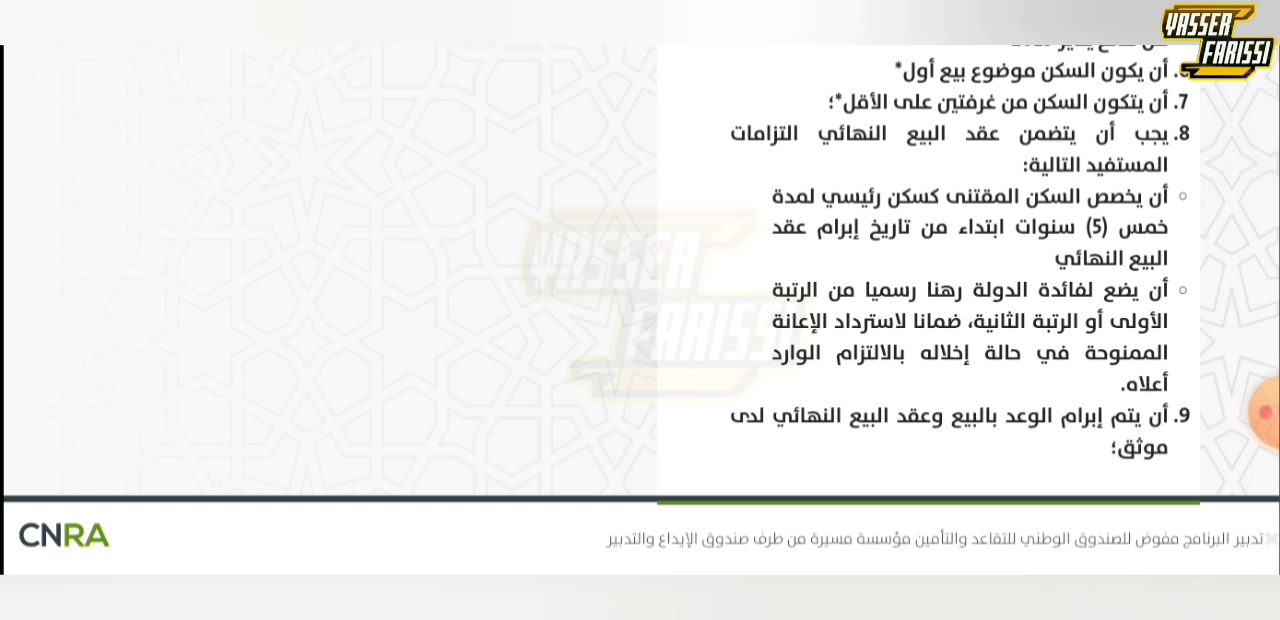 YASSER
FARISSI
6. أن يكون السكن موضوع بيع أول*
7. أن يتكون السكن من غرفتين على الأقل*؛
8. يجب أن يتضمن عقد البيع النهائي التزامات
المستفيد التالية:
○ أن يخصص السكن المقتنى كسكن رئيسي لمدة
خمس (5) سنوات ابتداء من تاريخ إبرام عقد
البيع النهائي
○ أن يضع لفائدة الدولة رهنا رسميا من الرتبة
الأولى أو الرتبة الثانية، ضمانا لاسترداد الإعانة
الممنوحة في حالة إخلاله بالالتزام الوارد
أعلاه.
9. أن يتم إبرام الوعد بالبيع وعقد البيع النهائي لدى
موثق؛
YASSER
FARISSI
تدبير البرنامج مفوض للصندوق الوطني للتقاعد والتأمين مؤسسة مسيرة من طرف صندوق الإيداع والتدبير
CNRA